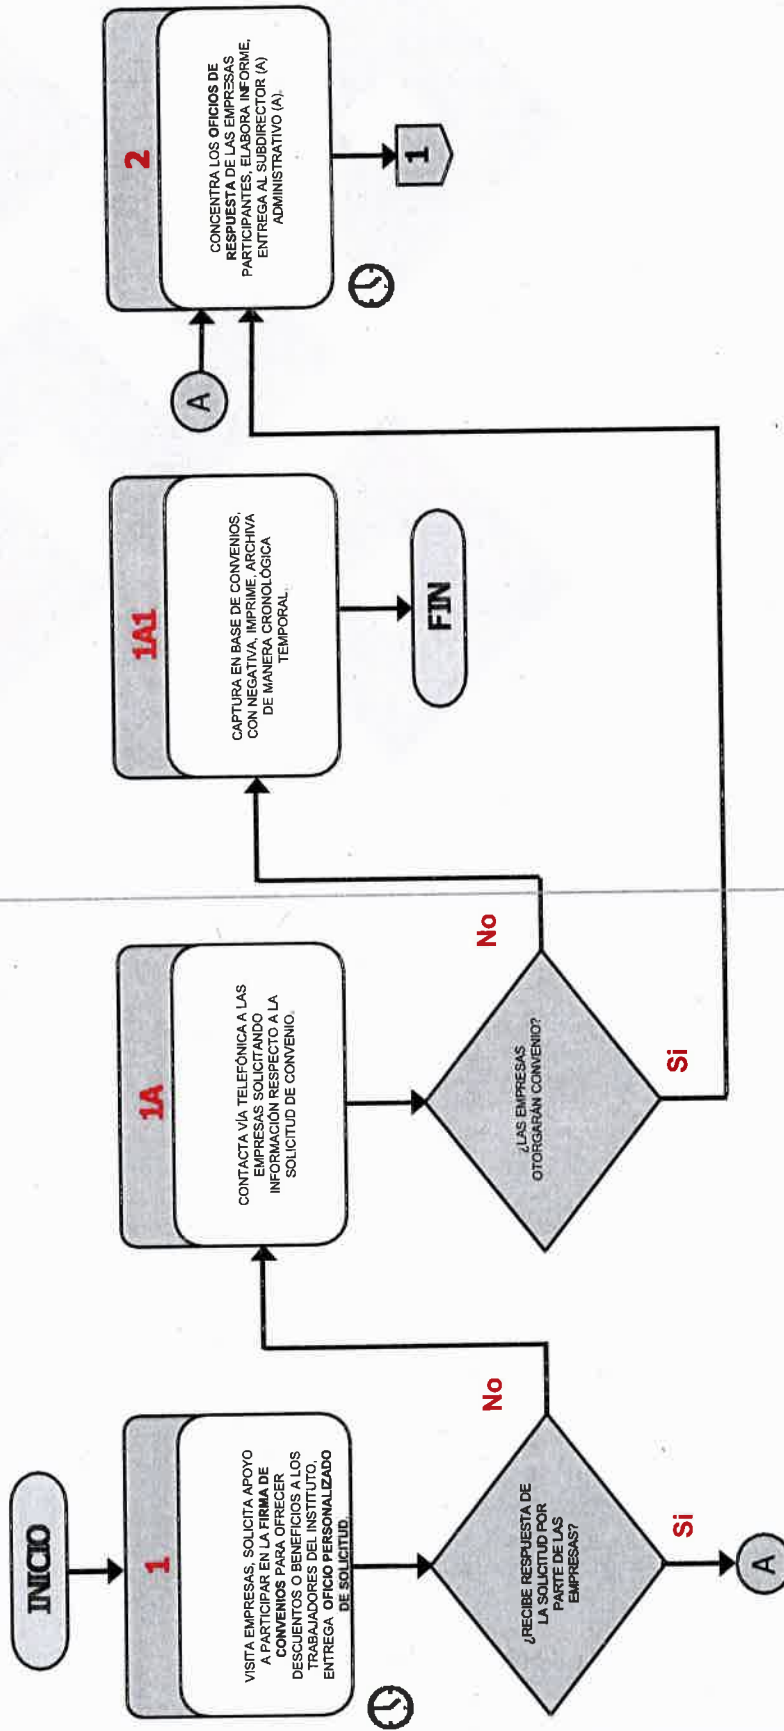 INICIO
1
VISITA EMPRESAS, SOLICITA APOYO
A PARTICIPAR EN LA FIRMA DE
CONVENIOS PARA OFRECER
DESCUENTOS O BENEFICIOS A LOS
TRABAJADORES DEL INSTITUTO,
ENTREGA OFICIO PERSONALIZADO
DE SOLICITUD.
¿RECIBE RESPUESTA DE
LA SOLICITUD POR
PARTE DE LAS
EMPRESAS?
No
Si
A
1A
CONTACTA VÍA TELEFÓNICA A LAS
EMPRESAS SOLICITANDO
INFORMACIÓN RESPECTO A LA
SOLICITUD DE CONVENIO.
¿LAS EMPRESAS
OTORGARÁN CONVENIO?
No
Si
1A1
CAPTURA EN BASE DE CONVENIOS,
CON NEGATIVA, IMPRIME, ARCHIVA
DE MANERA CRONOLÓGICA
TEMPORAL.
FIN
A
2
CONCENTRA LOS OFICIOS DE
RESPUESTA DE LAS EMPRESAS
PARTICIPANTES, ELABORA INFORME,
ENTREGA AL SUBDIRECTOR (A)
ADMINISTRATIVO (A).
1